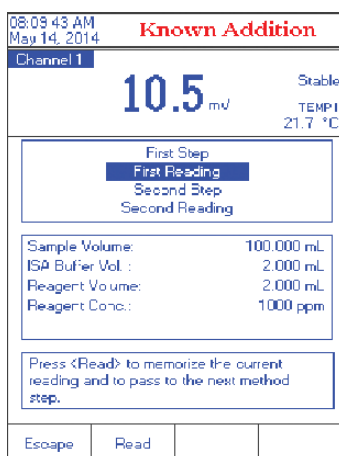 08:09:43 AM
May 14, 2014
Known Addition
Channel 1
10.5 mV
Stable
TEMP1
21.7 °C
First Step
First Reading
Second Step
Second Reading
Sample Volume: 100.000 mL
ISA Buffer Vol. : 2.000 mL
Reagent Volume: 2.000 mL
Reagent Conc.: 1000 ppm
Press <Read> to memorize the current
reading and to pass to the next method
step.
Escape Read